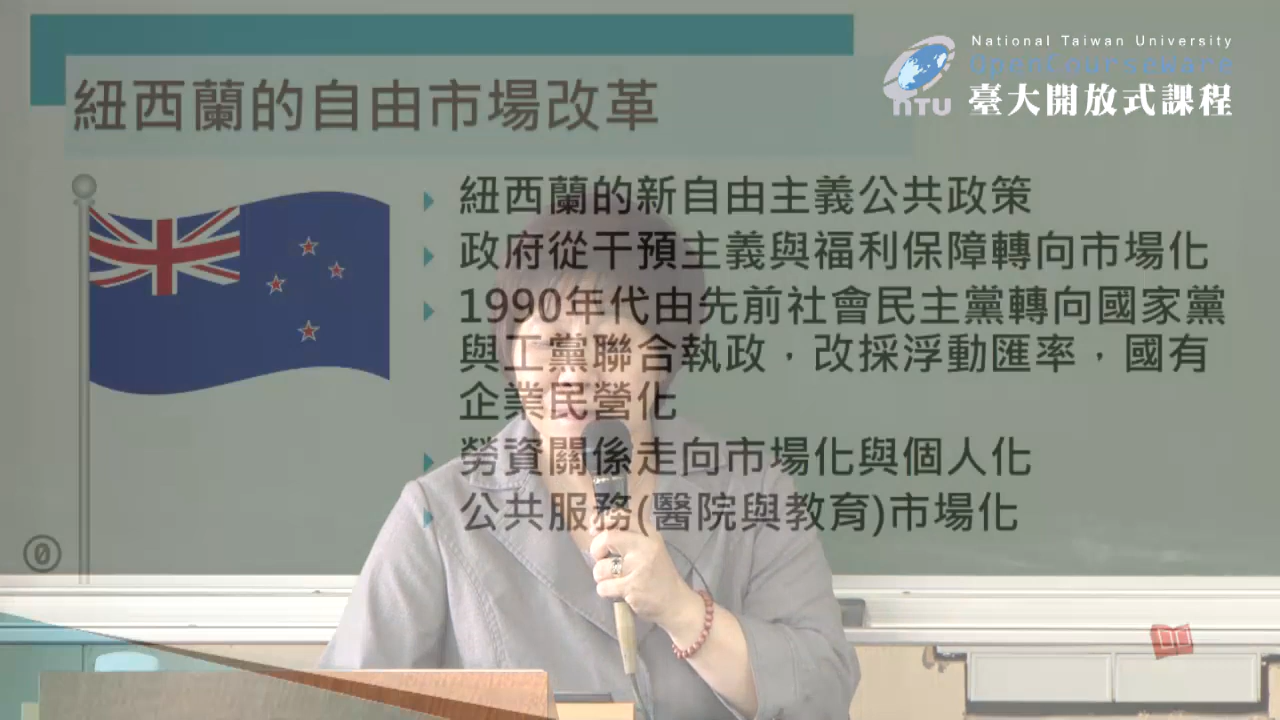 National Taiwan University
OpenCourseWare
NTU 臺大開放式課程
紐西蘭的自由市場改革
紐西蘭的新自由主義公共政策
政府從干預主義與福利保障轉向市場化
1990年代由先前社會民主黨轉向國家黨
與工黨聯合執政，改採浮動匯率，國有
企業民營化
勞資關係走向市場化與個人化
公共服務(醫院與教育)市場化